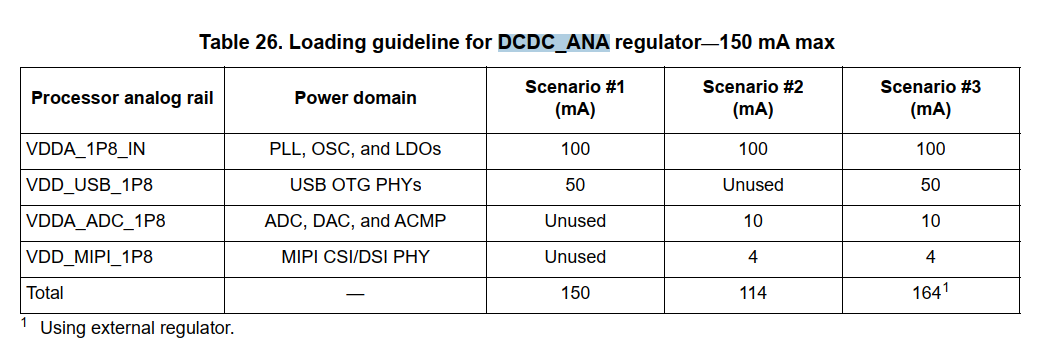 Table 26. Loading guideline for DCDC_ANA regulator—150 mA max
Processor analog rail Power domain Scenario #1 (mA) Scenario #2 (mA) Scenario #3 (mA)
VDDA_1P8_IN PLL, OSC, and LDOs 100 100 100
VDD_USB_1P8 USB OTG PHYs 50 Unused 50
VDDA_ADC_1P8 ADC, DAC, and ACMP Unused 10 10
VDD_MIPI_1P8 MIPI CSI/DSI PHY Unused 4 4
Total — 150 114 164¹
¹ Using external regulator.